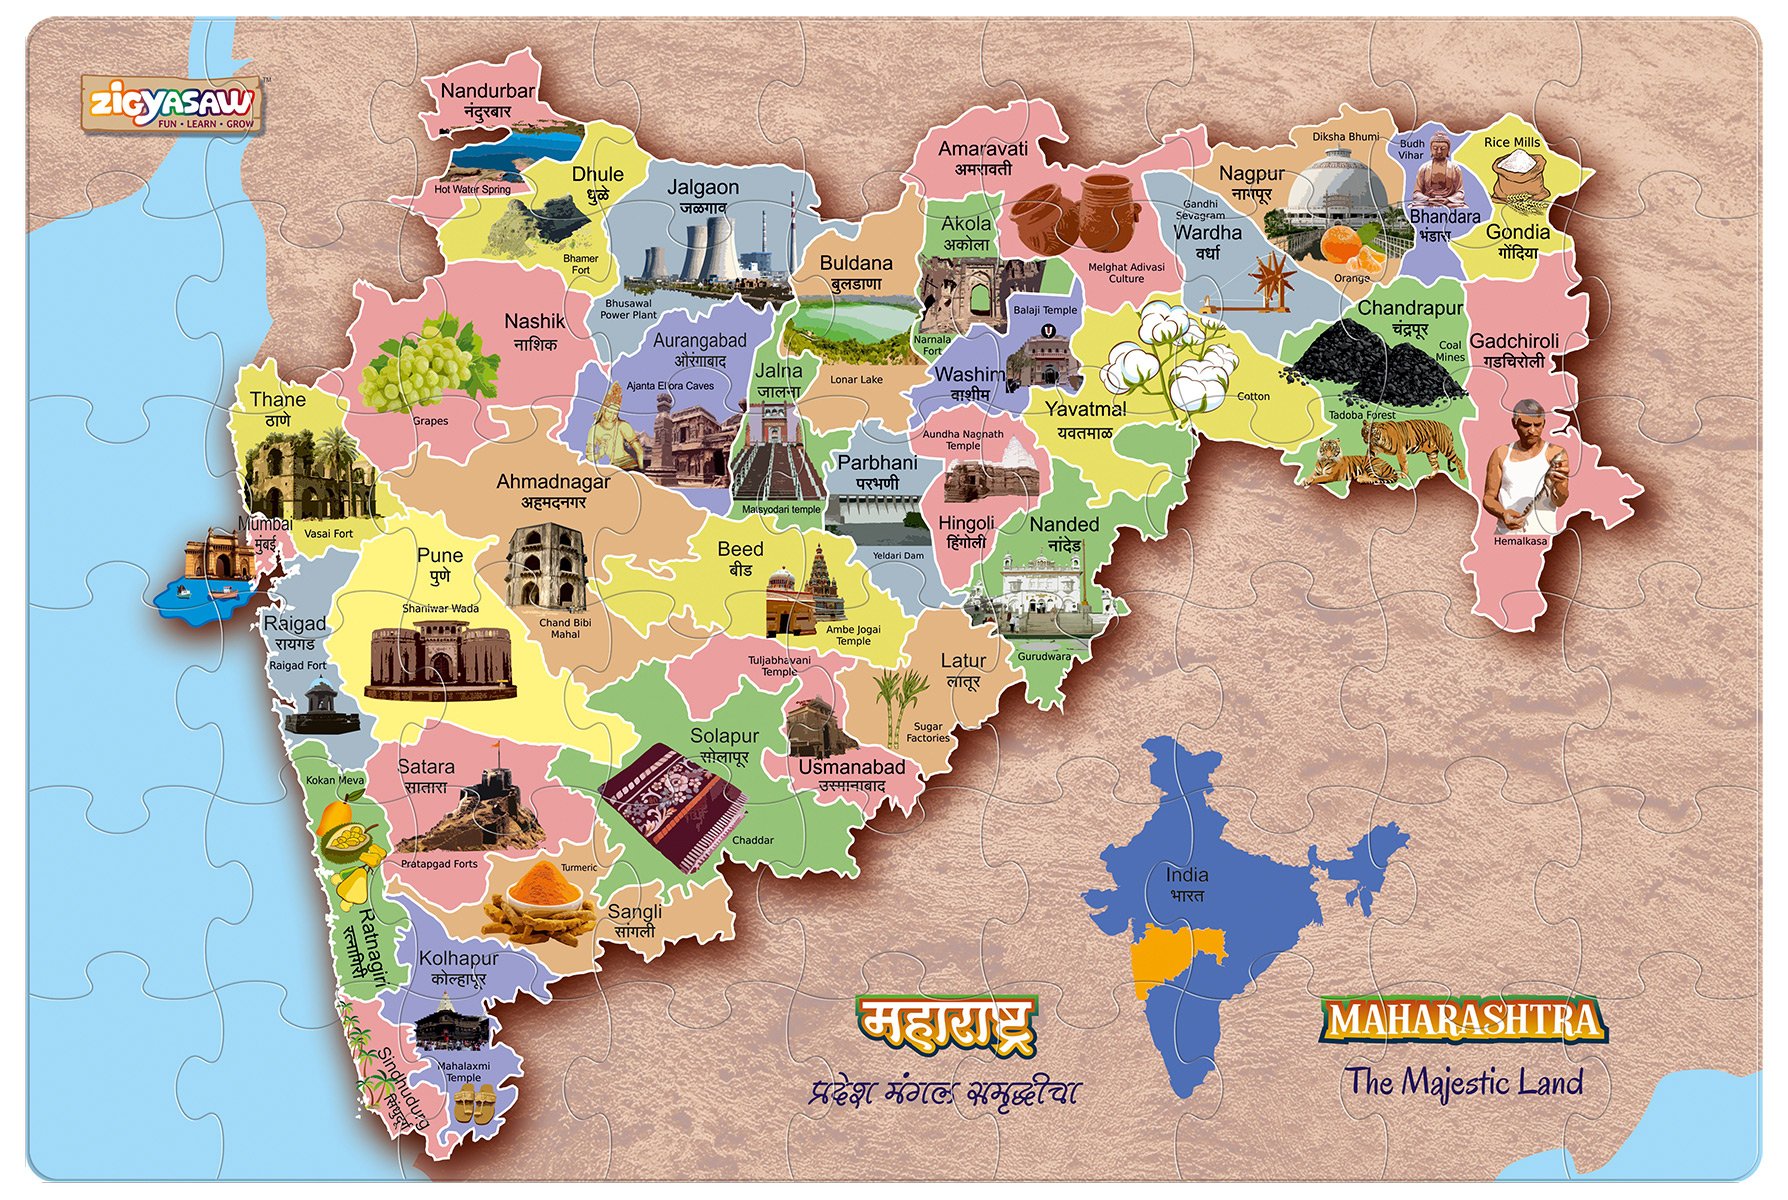 ZIGYASAW™
FUN • LEARN • GROW
Nandurbar
नंदुरबार
Hot Water Spring
Dhule
धुळे
Bhamer
Fort
Jalgaon
जळगाव
Bhusawal
Power Plant
Buldana
बुलडाणा
Lonar Lake
Amaravati
अमरावती
Melghat Adivasi
Culture
Akola
अकोला
Narnala
Fort
Gandhi
Sevagram
Wardha
वर्धा
Diksha Bhumi
Nagpur
नागपूर
Orange
Budh
Vihar
Bhandara
भंडारा
Rice Mills
Gondia
गोंदिया
Nashik
नाशिक
Grapes
Aurangabad
औरंगाबाद
Ajanta Ellora Caves
Jalna
जालना
Matsyodari temple
Balaji Temple
Washim
वाशीम
Yavatmal
यवतमाळ
Cotton
Chandrapur
चंद्रपूर
Coal
Mines
Tadoba Forest
Gadchiroli
गडचिरोली
Hemalkasa
Thane
ठाणे
Vasai Fort
Mumbai
मुंबई
Ahmadnagar
अहमदनगर
Chand Bibi
Mahal
Parbhani
परभणी
Yeldari Dam
Aundha Nagnath
Temple
Hingoli
हिंगोली
Nanded
नांदेड
Gurudwara
Pune
पुणे
Shaniwar Wada
Beed
बीड
Ambe Jogai
Temple
Raigad
रायगड
Raigad Fort
Tuljabhavani
Temple
Usmanabad
उस्मानाबाद
Latur
लातूर
Sugar
Factories
Solapur
सोलापूर
Chaddar
Satara
सातारा
Pratapgad Forts
Kokan Meva
Ratnagiri
रत्नागिरी
Turmeric
Sangli
सांगली
Kolhapur
कोल्हापूर
Mahalaxmi
Temple
Sindhudurg
सिंधुदुर्ग
India
भारत
महाराष्ट्र
प्रदेश मंगल समृद्धीचा
MAHARASHTRA
The Majestic Land